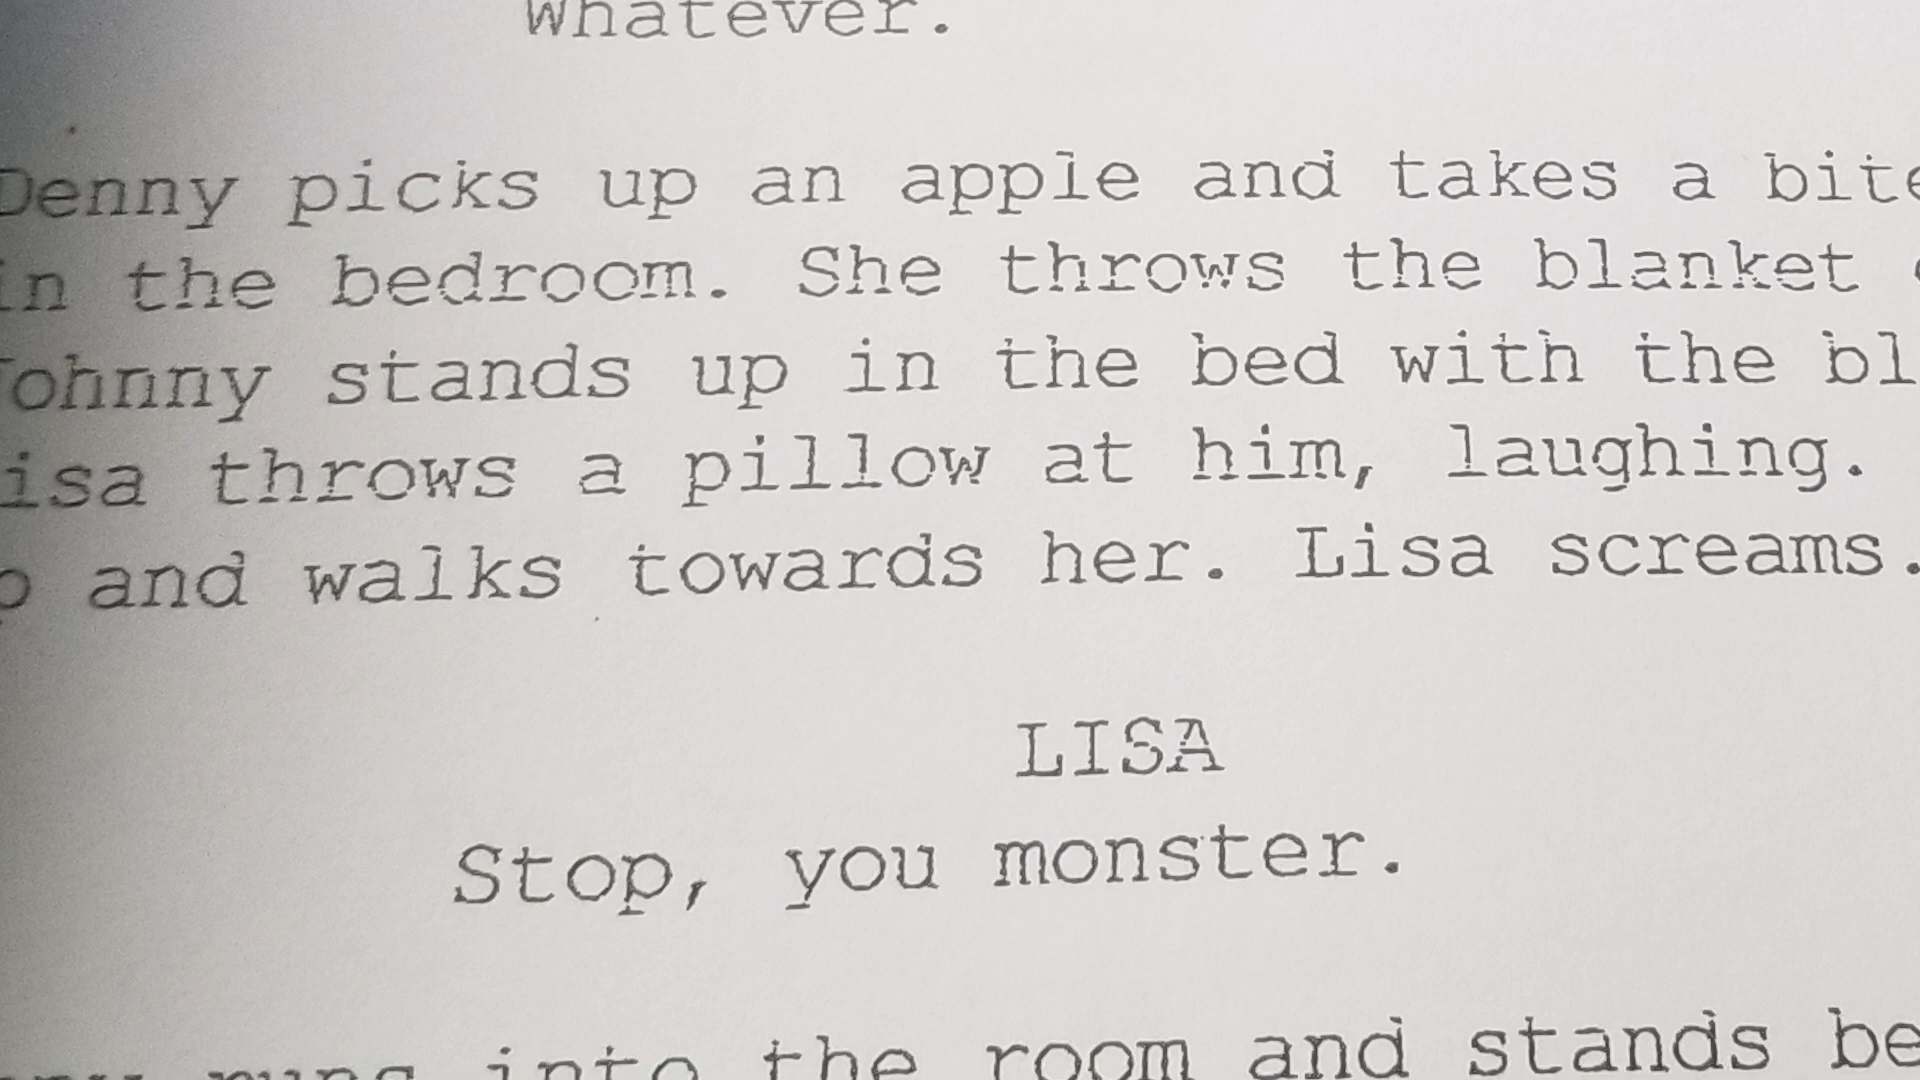 whatever.
Denny picks up an apple and takes a bite
in the bedroom. She throws the blanket
Johnny stands up in the bed with the bl
isa throws a pillow at him, laughing.
p and walks towards her. Lisa screams.
LISA
Stop, you monster.
runs into the room and stands be